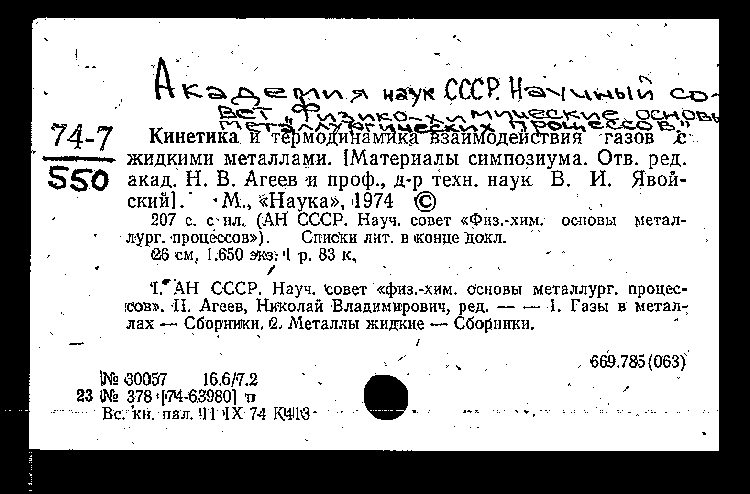 Академия наук СССР. Научный со-
вет "Физико-химические основы
металлургических процессов"
74-7
550
Кинетика и термодинамика взаимодействия газов с
жидкими металлами. [Материалы симпозиума. Отв. ред.
акад. Н. В. Агеев и проф., д-р техн. наук В. И. Явой-
ский]. М., «Наука», 1974 ©
207 с. с ил. (АН СССР. Науч. совет «Физ.-хим. основы метал-
лург. процессов»). Списки лит. в конце докл.
26 см, 1.650 экз. 1 р. 83 к.
I. АН СССР. Науч. совет «физ.-хим. основы металлург. процес-
сов». II. Агеев, Николай Владимирович, ред. — — 1. Газы в метал-
лах — Сборники. 2. Металлы жидкие — Сборники.
669.785(063)
№ 30057 16.6/7.2
23 № 378 [74-63980] п
Вс. кн. пал. 11 IX 74 К413